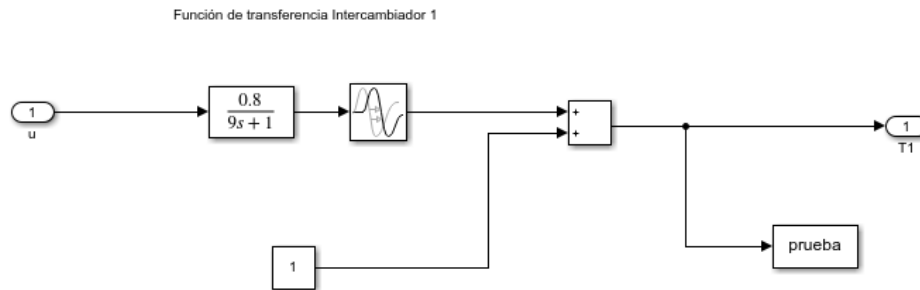 Función de transferencia Intercambiador 1
1
u
0.8
9s + 1
+
+
1
T1
prueba
1